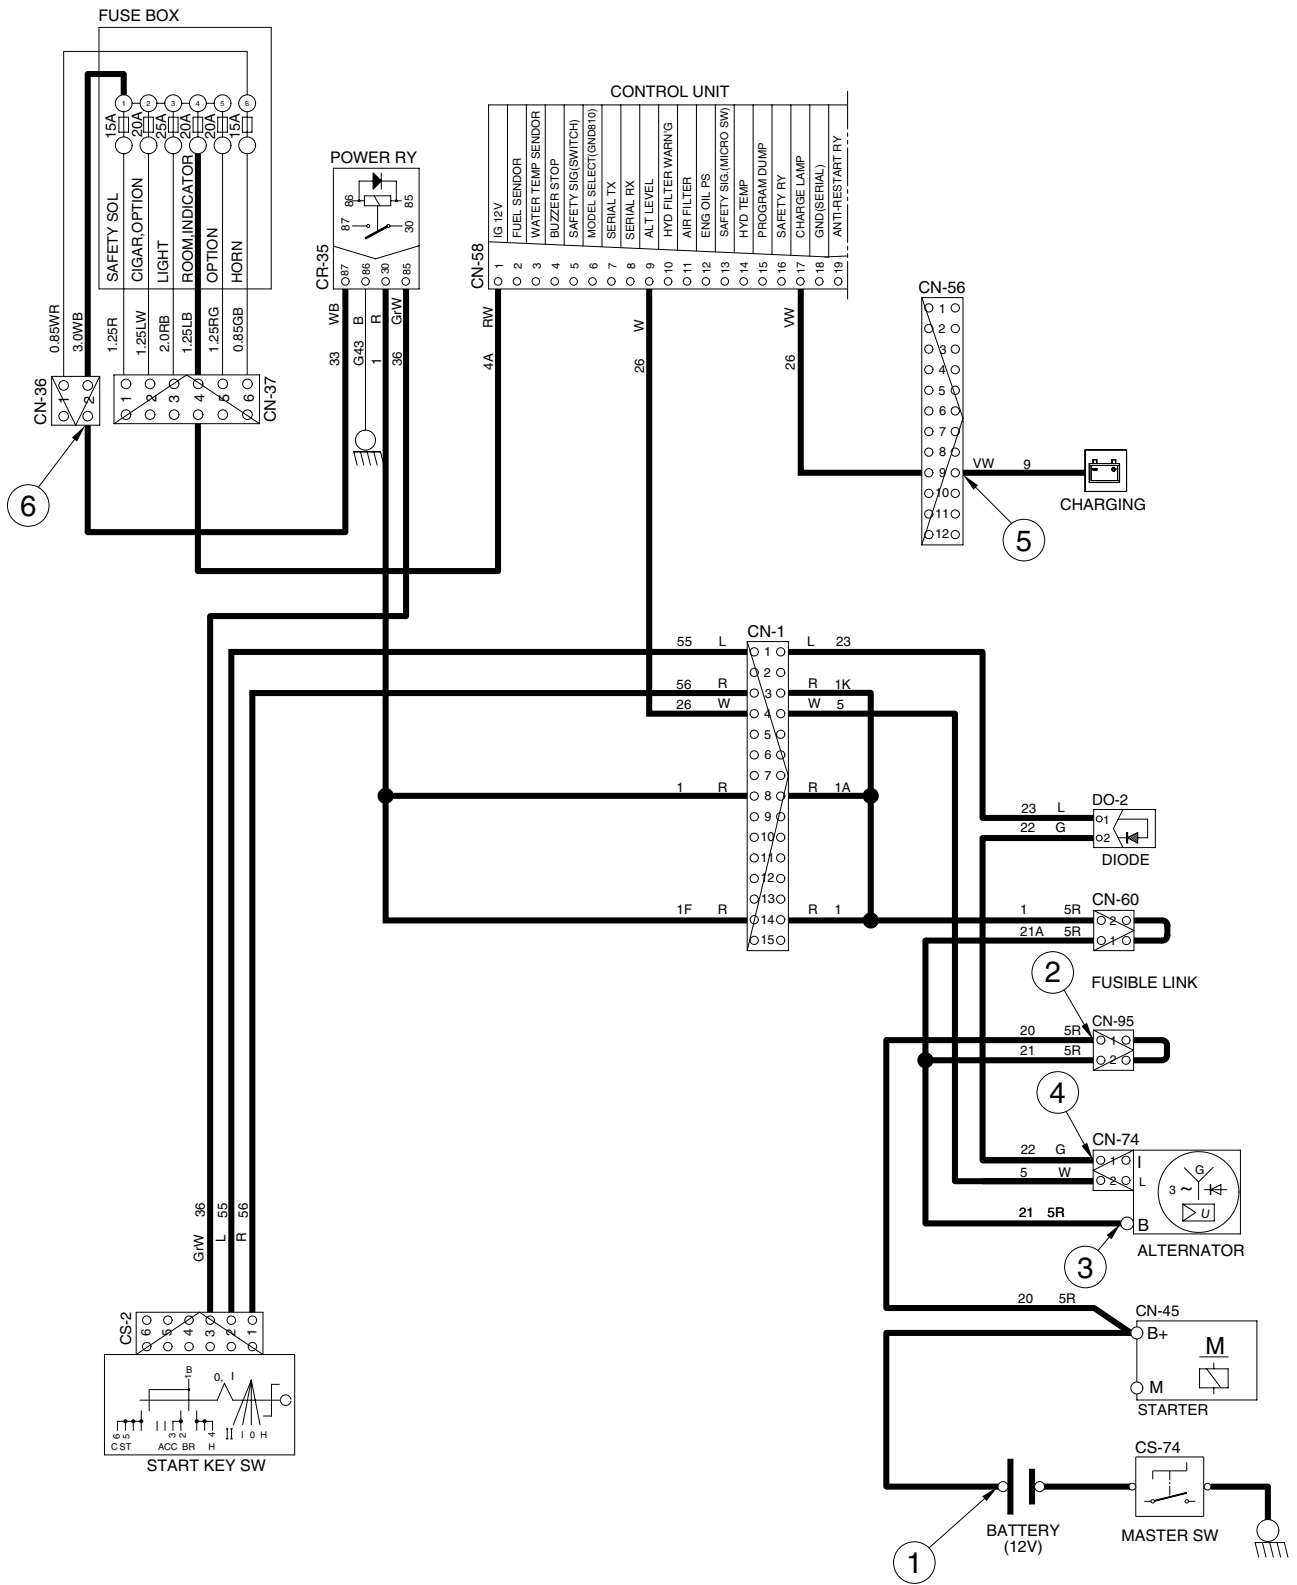 FUSE BOX
1 2 3 4 5 6
15A
20A
25A
20A
20A
15A
SAFETY SOL
CIGAR,OPTION
LIGHT
ROOM,INDICATOR
OPTION
HORN
0.85WR
3.0WB
1.25R
1.25LW
2.0RB
1.25LB
1.25RG
0.85GB
CN-36
1 2
CN-37
1 2 3 4 5 6
6
POWER RY
86 85
87 30
CR-35
87 86 30 85
WB B R GrW
33 G43 1 36
CONTROL UNIT
IG 12V
FUEL SENDOR
WATER TEMP SENDOR
BUZZER STOP
SAFETY SIG(SWITCH)
MODEL SELECT(GND810)
SERIAL TX
SERIAL RX
ALT LEVEL
HYD FILTER WARN'G
AIR FILTER
ENG OIL PS
SAFETY SIG.(MICRO SW)
HYD TEMP
PROGRAM DUMP
SAFETY RY
CHARGE LAMP
GND(SERIAL)
ANTI-RESTART RY
CN-58
1 2 3 4 5 6 7 8 9 10 11 12 13 14 15 16 17 18 19
RW W VW
4A 26 26
CN-56
1
2
3
4
5
6
7
8
9
10
11
12
VW 9
CHARGING
5
CN-1
55 L 1 L 23
2
56 R 3 R 1K
26 W 4 W 5
5
6
7
1 R 8 R 1A
9
10
11
12
13
1F R 14 R 1
15
DO-2
23 L 1
22 G 2
DIODE
CN-60
1 5R 2
21A 5R 1
2
FUSIBLE LINK
CN-95
20 5R 1
21 5R 2
4
CN-74
22 G 1 I
5 W 2 L
G
3 ~
U
21 5R B
ALTERNATOR
3
36 55 56
GrW L R
20 5R
CN-45
B+
M
M
STARTER
CS-2
6 5 4 3 2 1
1 B
0, I
6 5 3 2 4
C ST ACC BR H
II I 0 H
START KEY SW
CS-74
MASTER SW
BATTERY
(12V)
1